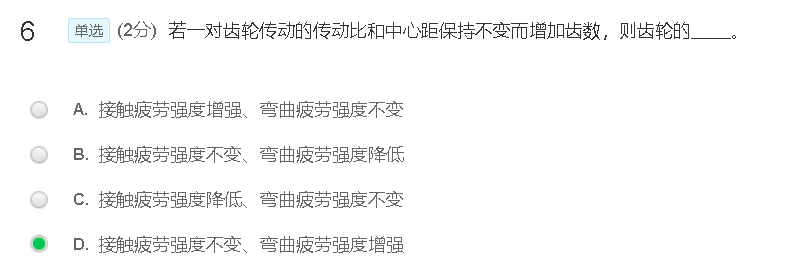 6 单选 (2分) 若一对齿轮传动的传动比和中心距保持不变而增加齿数，则齿轮的_____。
A. 接触疲劳强度增强、弯曲疲劳强度不变
B. 接触疲劳强度不变、弯曲疲劳强度降低
C. 接触疲劳强度降低、弯曲疲劳强度不变
D. 接触疲劳强度不变、弯曲疲劳强度增强